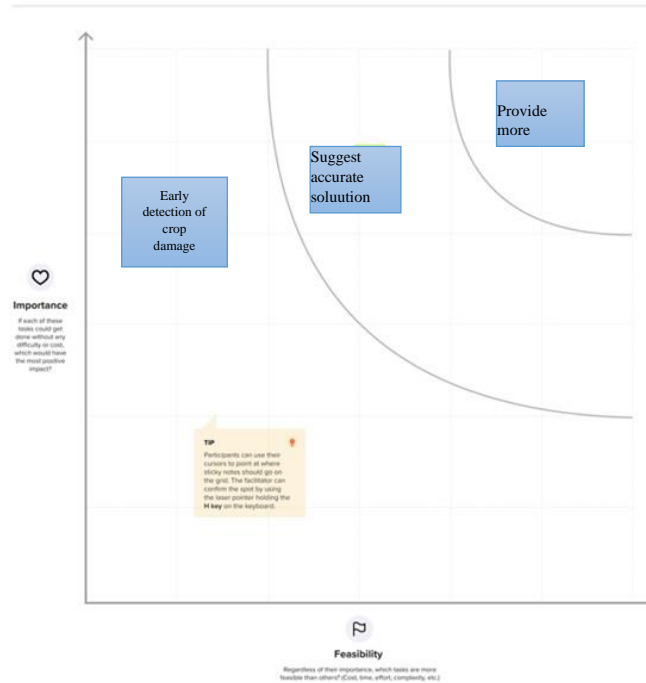 Provide
more
Suggest
accurate
soluution
Early
detection of
crop
damage
Importance
If each of these
tasks could get
done without any
difficulty or cost,
which would have
the most positive
impact?
TIP
Participants can use their
cursors to point at where
sticky notes should go on
the grid. The facilitator can
confirm the spot by using
the laser pointer holding the
H key on the keyboard.
Feasibility
Regardless of their importance, which tasks are more
feasible than others? (Cost, time, effort, complexity, etc.)